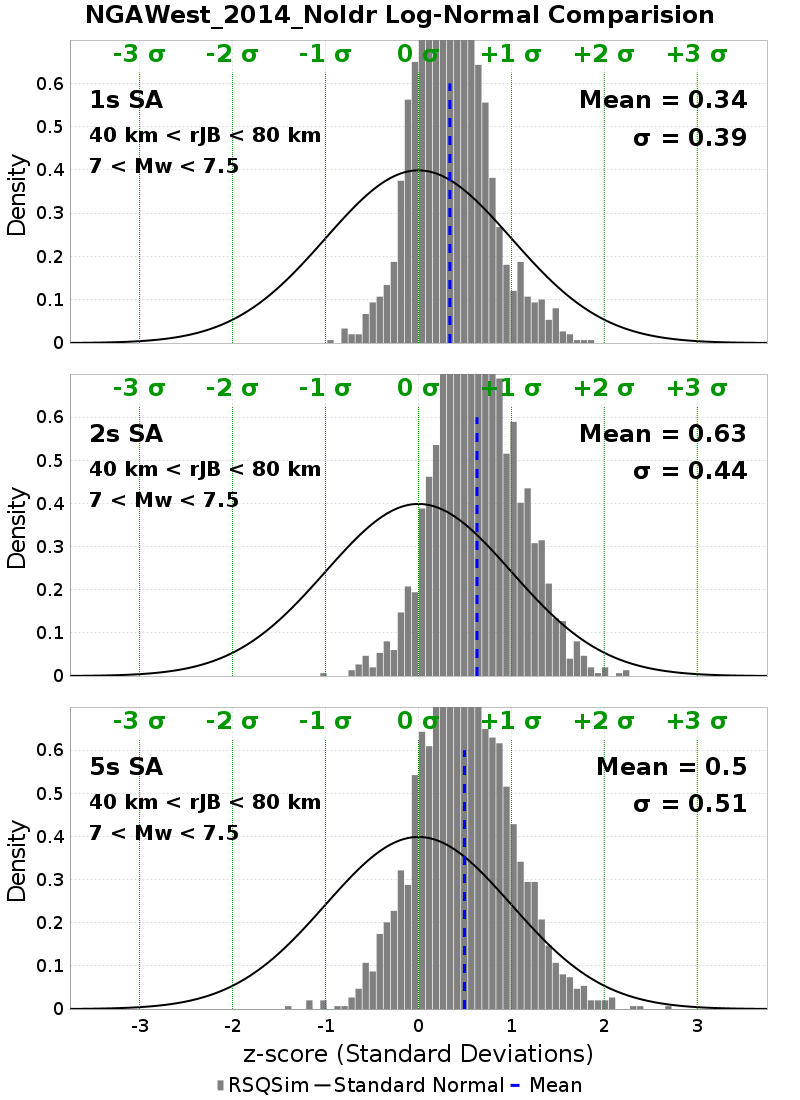 NGAWest_2014_NoIdr Log-Normal Comparision
-3 σ -2 σ -1 σ 0 σ +1 σ +2 σ +3 σ
0.6
1s SA Mean = 0.34
0.5
40 km < rJB < 80 km σ = 0.39
7 < Mw < 7.5
0.4
Density
0.3
0.2
0.1
0
-3 σ -2 σ -1 σ 0 σ +1 σ +2 σ +3 σ
0.6
2s SA Mean = 0.63
0.5
40 km < rJB < 80 km σ = 0.44
7 < Mw < 7.5
0.4
Density
0.3
0.2
0.1
0
-3 σ -2 σ -1 σ 0 σ +1 σ +2 σ +3 σ
0.6
5s SA Mean = 0.5
0.5
40 km < rJB < 80 km σ = 0.51
7 < Mw < 7.5
0.4
Density
0.3
0.2
0.1
0
-3 -2 -1 0 1 2 3
z-score (Standard Deviations)
RSQSim Standard Normal Mean